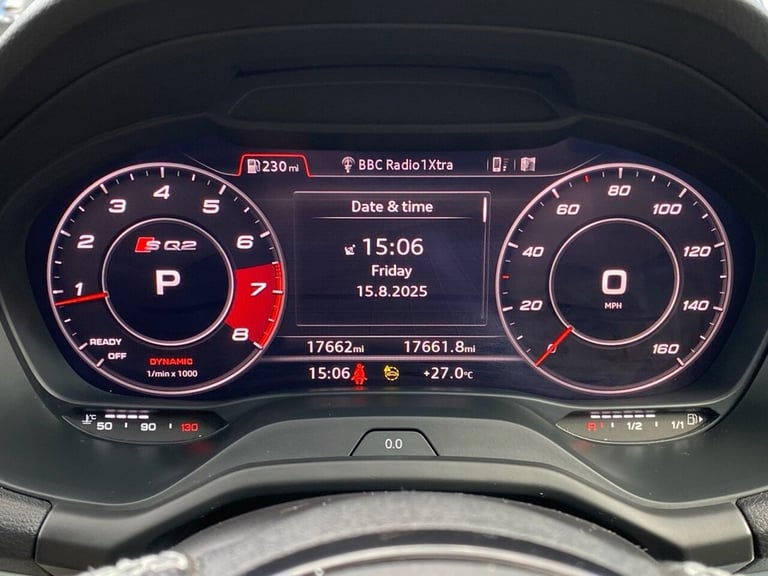 230 mi
BBC Radio1Xtra
Date & time
15:06
Friday
15.8.2025
17662mi 17661.8mi
15:06 +27.0°C
1 2 3 4 5 6 7 8
SQ2
P
READY
OFF
DYNAMIC
1/min x 1000
0 20 40 60 80 100 120 140 160
0
MPH
°C 50 90 130
R 1/2 1/1
0.0